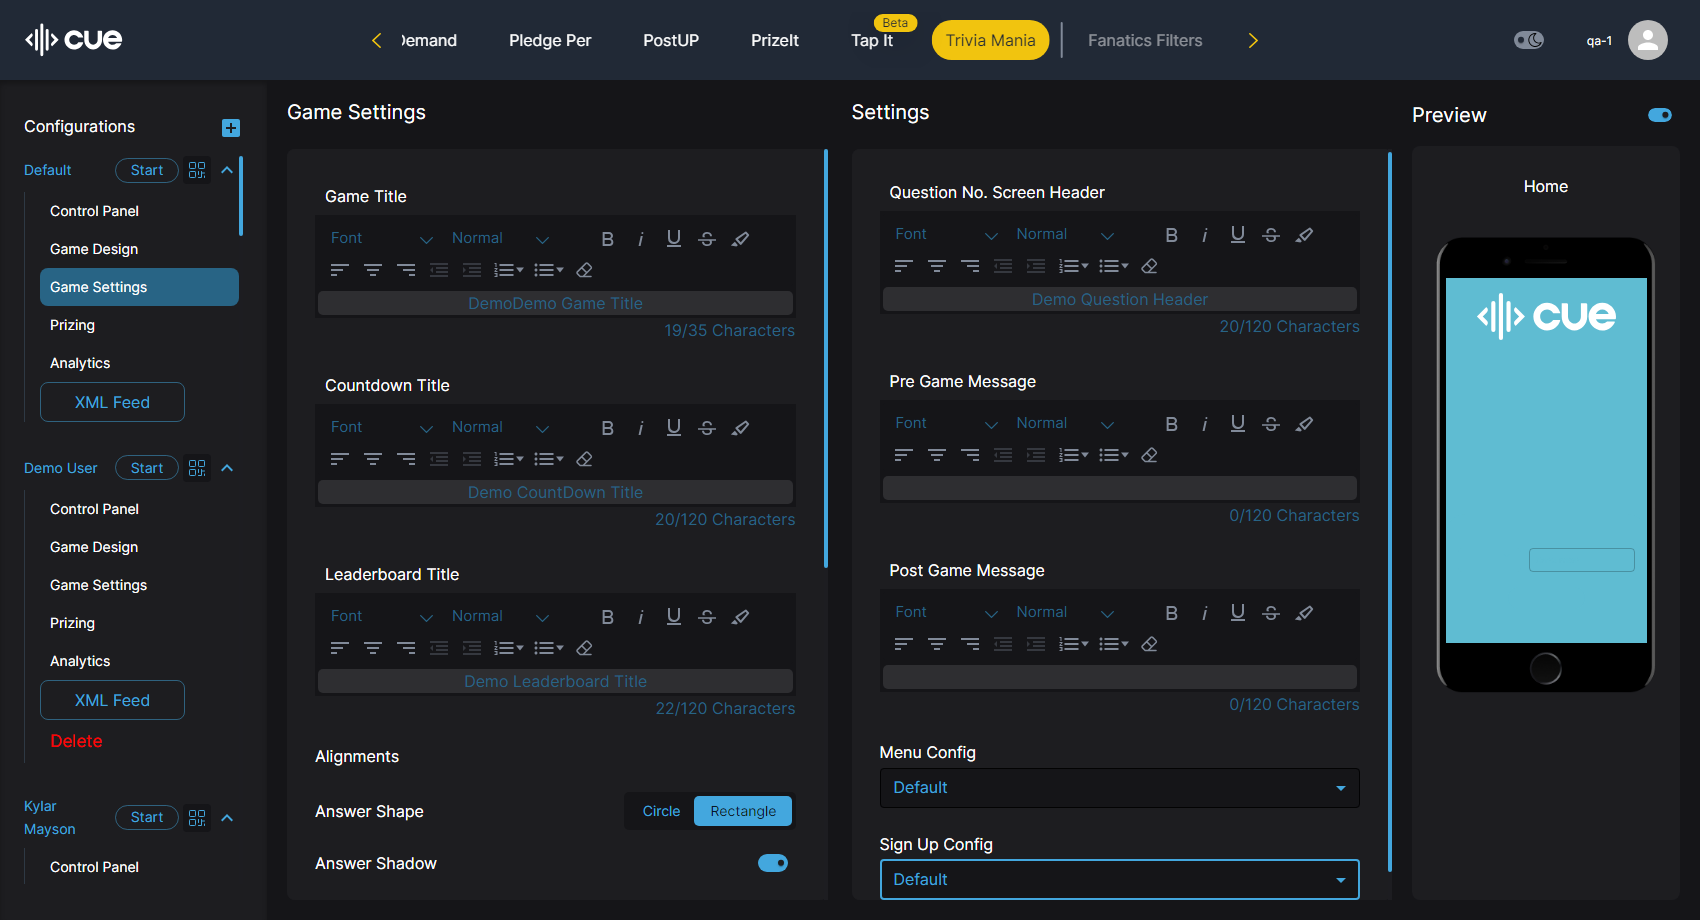 cue
Demand
Pledge Per
PostUP
PrizeIt
Tap It
Beta
Trivia Mania
Fanatics Filters
qa-1
Configurations
Default
Start
Control Panel
Game Design
Game Settings
Prizing
Analytics
XML Feed
Demo User
Start
Control Panel
Game Design
Game Settings
Prizing
Analytics
XML Feed
Delete
Kylar
Mayson
Start
Control Panel
Game Settings
Game Title
Font
Normal
DemoDemo Game Title
19/35 Characters
Countdown Title
Font
Normal
Demo CountDown Title
20/120 Characters
Leaderboard Title
Font
Normal
Demo Leaderboard Title
22/120 Characters
Alignments
Answer Shape
Circle
Rectangle
Answer Shadow
Settings
Question No. Screen Header
Font
Normal
Demo Question Header
20/120 Characters
Pre Game Message
Font
Normal
0/120 Characters
Post Game Message
Font
Normal
0/120 Characters
Menu Config
Default
Sign Up Config
Default
Preview
Home
cue